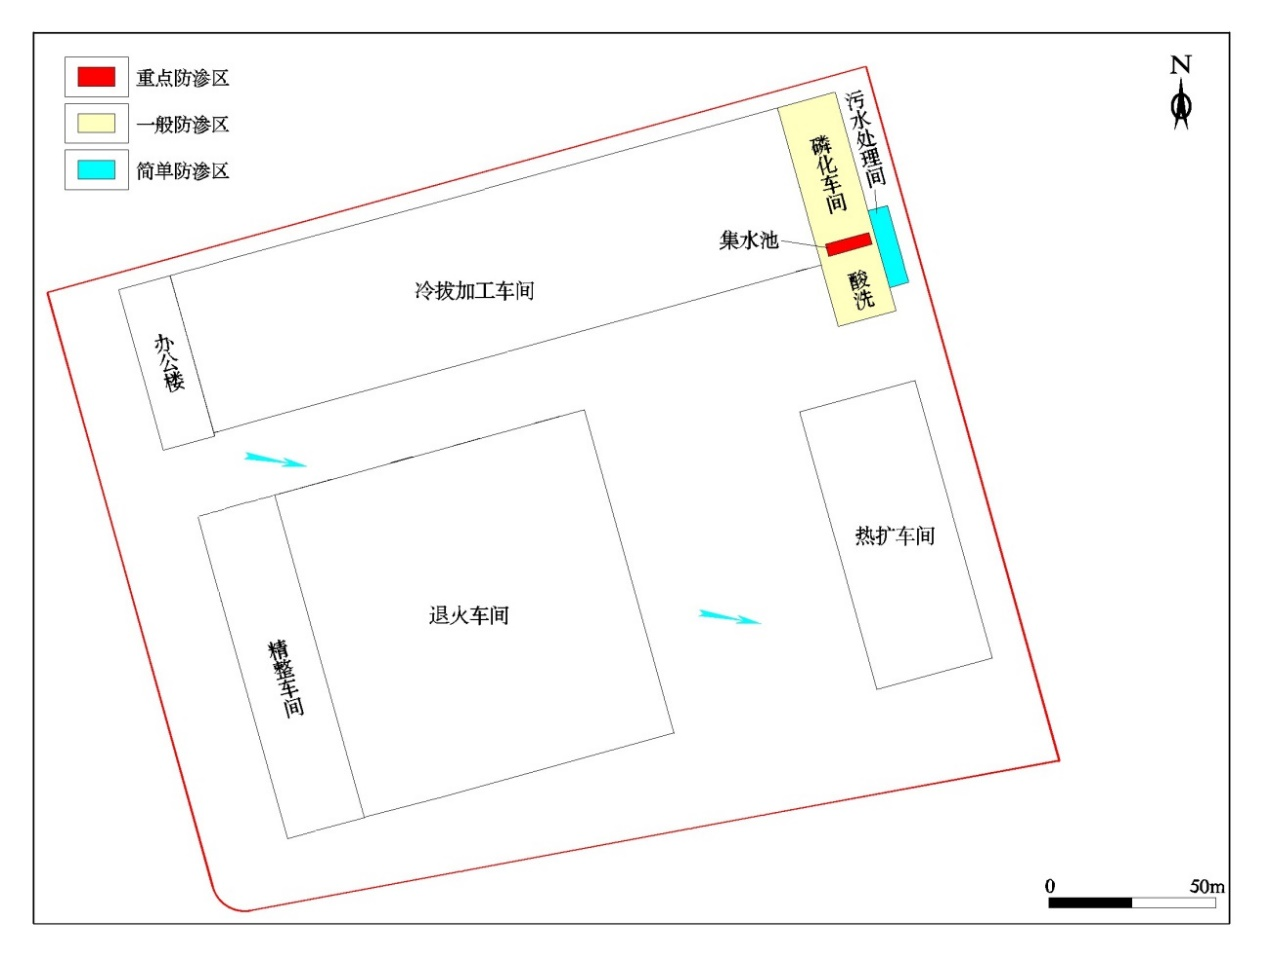 重点防渗区
一般防渗区
简单防渗区
N
污水处理间
磷化车间
集水池
酸洗
冷拔加工车间
办公楼
热扩车间
退火车间
精整车间
0 50m